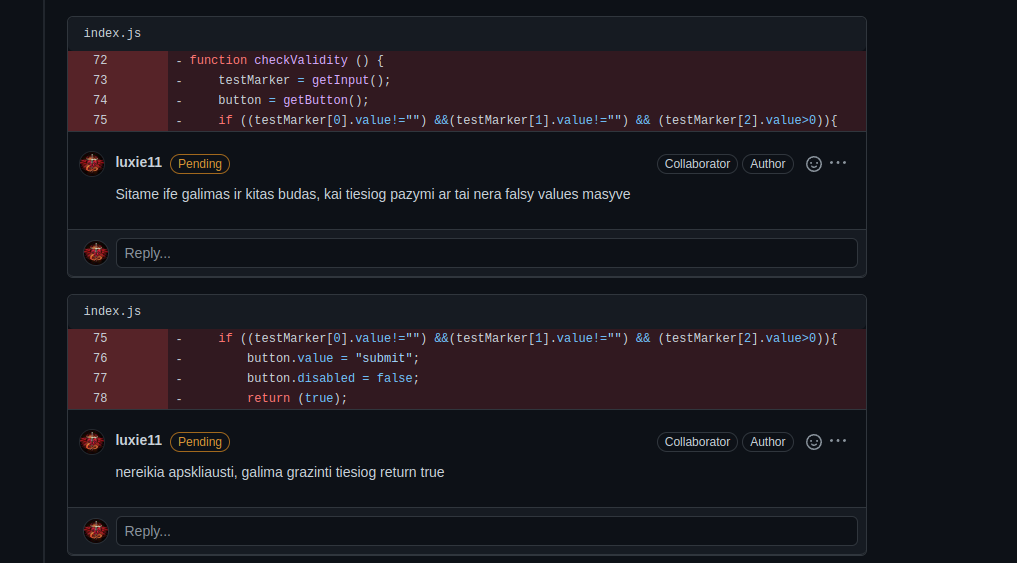 index.js
72 - function checkValidity () {
73 - testMarker = getInput();
74 - button = getButton();
75 - if ((testMarker[0].value!="") &&(testMarker[1].value!="") && (testMarker[2].value>0)){
luxie11 Pending Collaborator Author
Sitame ife galimas ir kitas budas, kai tiesiog pazymi ar tai nera falsy values masyve
Reply...
index.js
75 - if ((testMarker[0].value!="") &&(testMarker[1].value!="") && (testMarker[2].value>0)){
76 - button.value = "submit";
77 - button.disabled = false;
78 - return (true);
luxie11 Pending Collaborator Author
nereikia apskliausti, galima grazinti tiesiog return true
Reply...